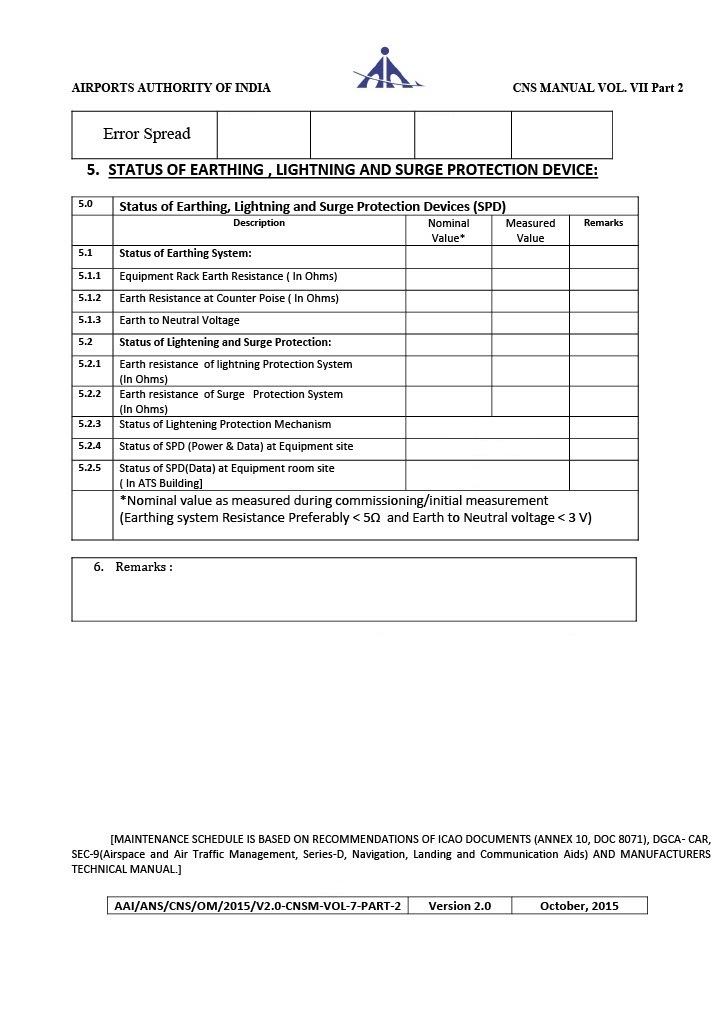 AIRPORTS AUTHORITY OF INDIA CNS MANUAL VOL. VII Part 2
Error Spread
5. STATUS OF EARTHING , LIGHTNING AND SURGE PROTECTION DEVICE:
5.0 Status of Earthing, Lightning and Surge Protection Devices (SPD)
Description Nominal Measured Remarks
Value* Value
5.1 Status of Earthing System:
5.1.1 Equipment Rack Earth Resistance ( In Ohms)
5.1.2 Earth Resistance at Counter Poise ( In Ohms)
5.1.3 Earth to Neutral Voltage
5.2 Status of Lightening and Surge Protection:
5.2.1 Earth resistance of lightning Protection System
(In Ohms)
5.2.2 Earth resistance of Surge Protection System
(In Ohms)
5.2.3 Status of Lightening Protection Mechanism
5.2.4 Status of SPD (Power & Data) at Equipment site
5.2.5 Status of SPD(Data) at Equipment room site
( In ATS Building]
*Nominal value as measured during commissioning/initial measurement
(Earthing system Resistance Preferably < 5Ω and Earth to Neutral voltage < 3 V)
6. Remarks :
[MAINTENANCE SCHEDULE IS BASED ON RECOMMENDATIONS OF ICAO DOCUMENTS (ANNEX 10, DOC 8071), DGCA- CAR,
SEC-9(Airspace and Air Traffic Management, Series-D, Navigation, Landing and Communication Aids) AND MANUFACTURERS
TECHNICAL MANUAL.]
AAI/ANS/CNS/OM/2015/V2.0-CNSM-VOL-7-PART-2 Version 2.0 October, 2015